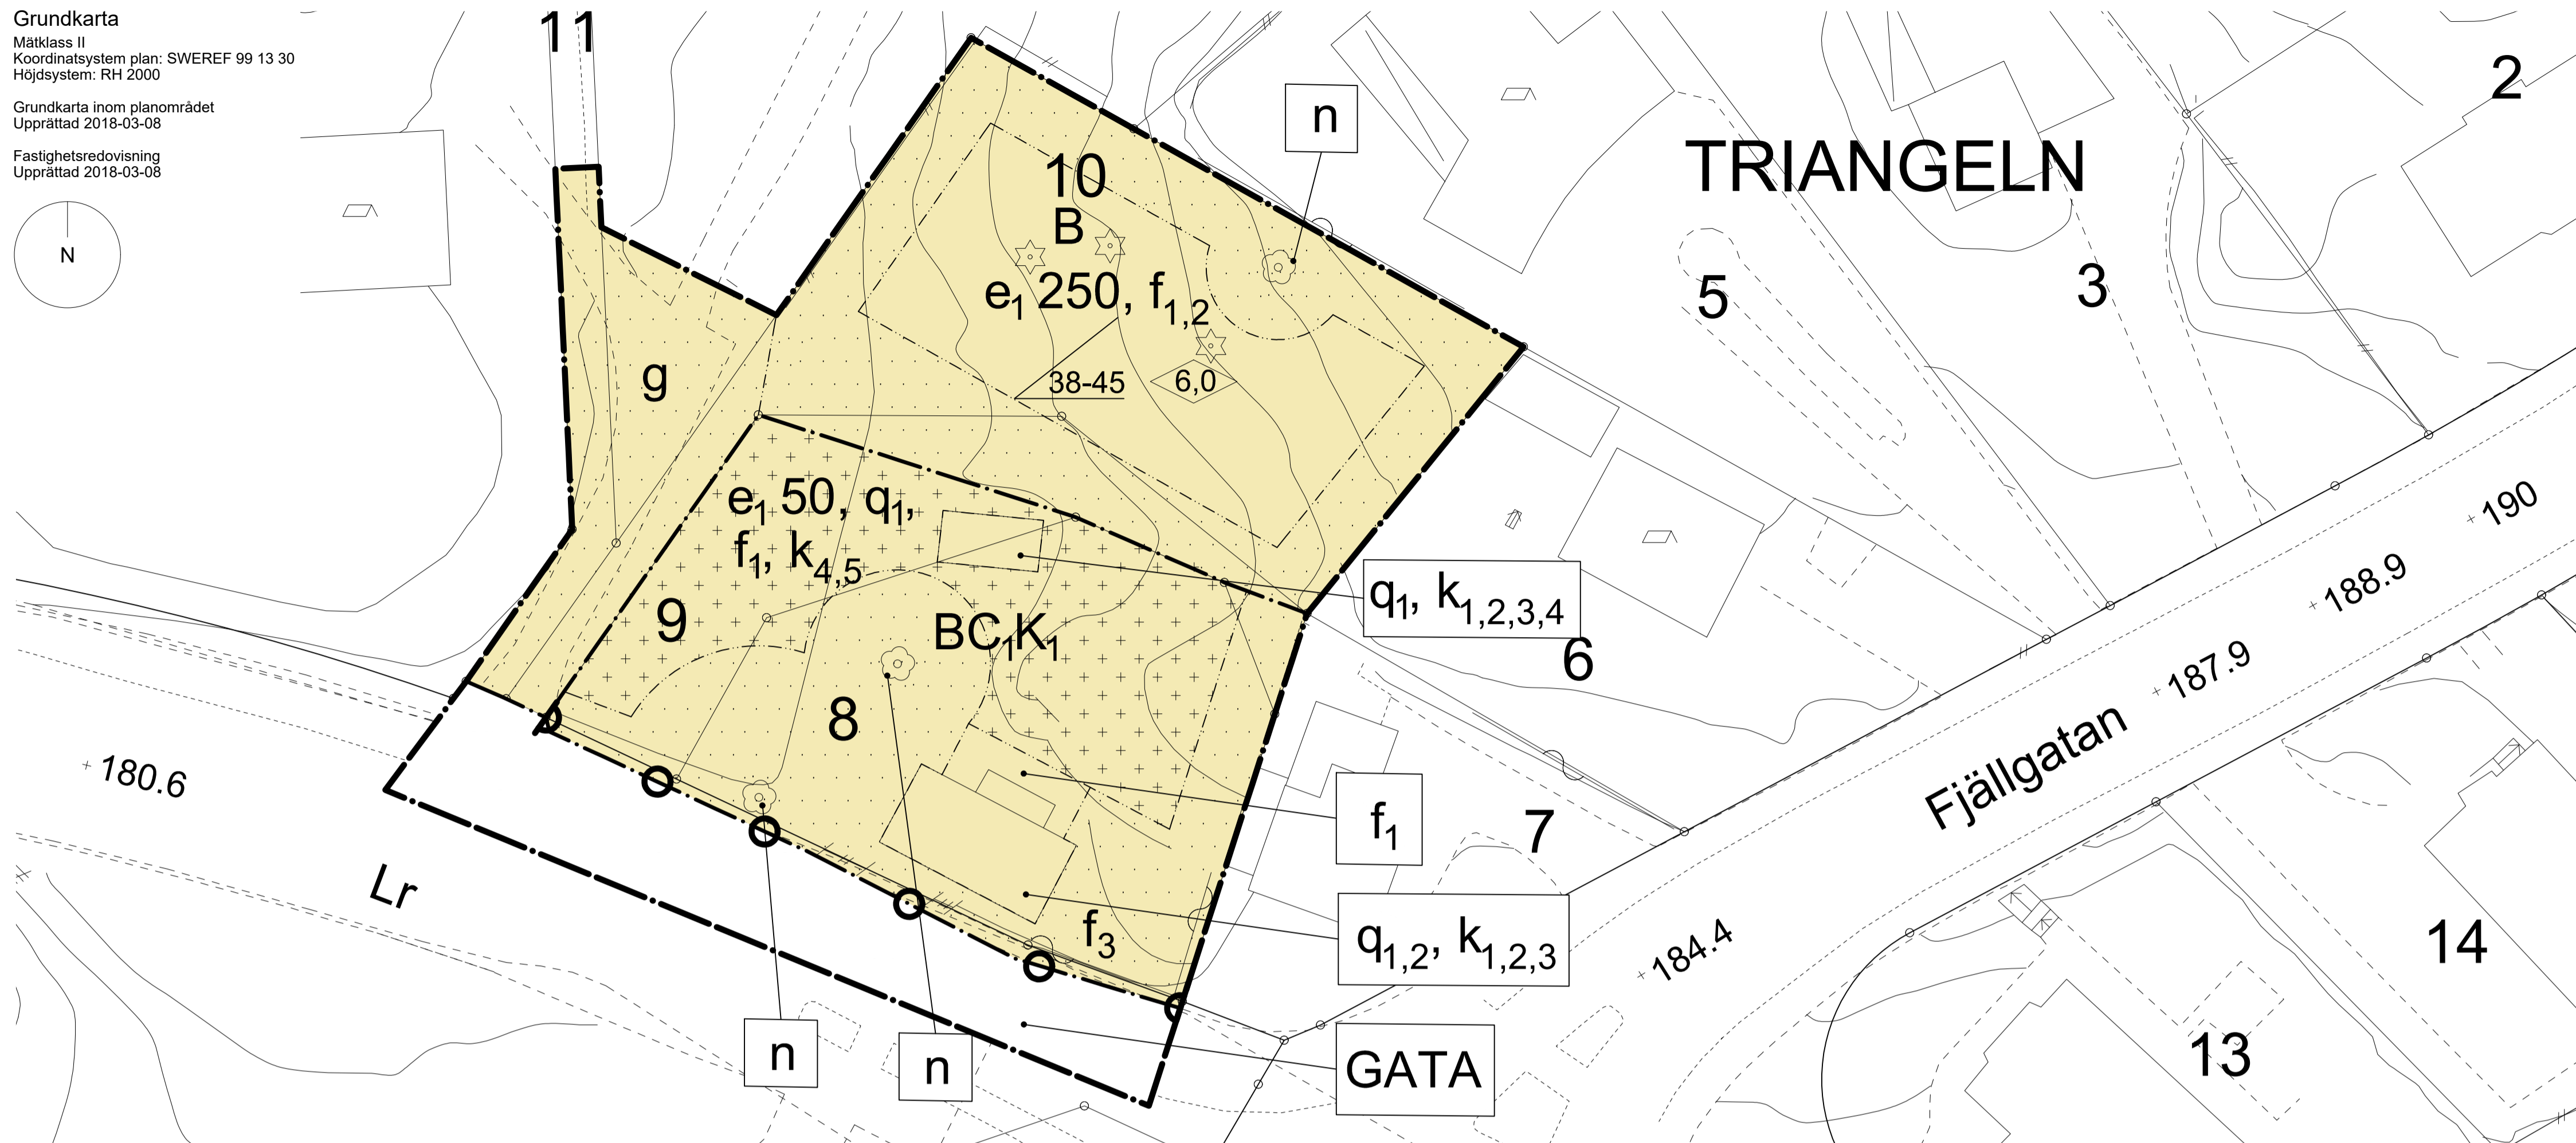 Grundkarta
Mätklass II
Koordinatsystem plan: SWEREF 99 13 30
Höjdsystem: RH 2000
Grundkarta inom planområdet
Upprättad 2018-03-08
Fastighetsredovisning
Upprättad 2018-03-08
N
11
2
n
TRIANGELN
10
B
5
3
e1 250, f1,2
g
38-45
6,0
e1 50, q1,
f1, k4,5
190
188.9
q1, k1,2,3,4
9
BC1K1
6
187.9
8
Fjällgatan
180.6
f1
7
Lr
f3
q1,2, k1,2,3
184.4
14
n
n
GATA
13